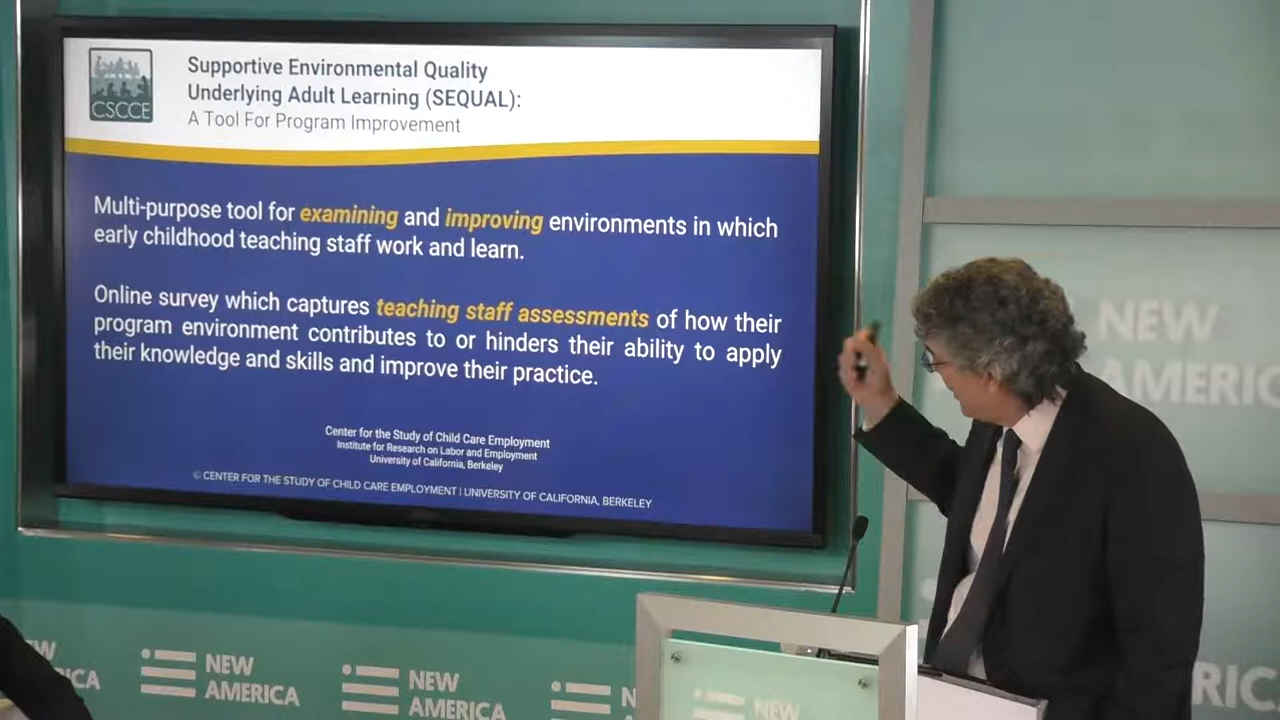 CSCCE
Supportive Environmental Quality
Underlying Adult Learning (SEQUAL):
A Tool For Program Improvement
Multi-purpose tool for examining and improving environments in which
early childhood teaching staff work and learn.
Online survey which captures teaching staff assessments of how their
program environment contributes to or hinders their ability to apply
their knowledge and skills and improve their practice.
Center for the Study of Child Care Employment
Institute for Research on Labor and Employment
University of California, Berkeley
© CENTER FOR THE STUDY OF CHILD CARE EMPLOYMENT | UNIVERSITY OF CALIFORNIA, BERKELEY
NEW
AMERIC
EW
ICA
NEW
AMERICA
NEW
AMERICA
N
NEW
RIC